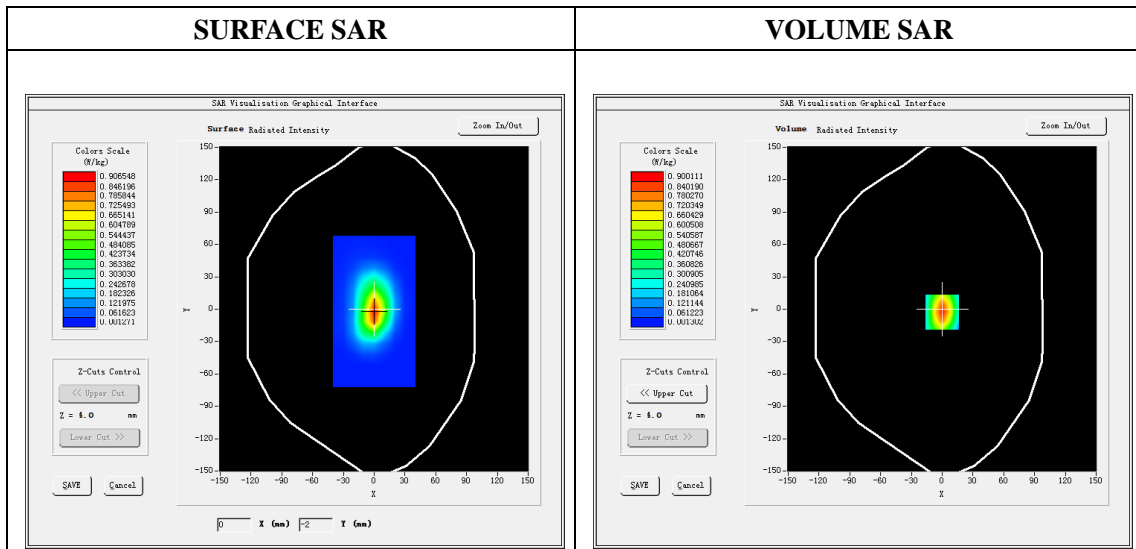 SURFACE SAR
VOLUME SAR
SAR Visualisation Graphical Interface
Surface Radiated Intensity
Zoom In/Out
Colors Scale
(W/kg)
0.906548
0.846196
0.785844
0.725493
0.665141
0.604789
0.544437
0.484085
0.423734
0.363382
0.303030
0.242678
0.182326
0.121975
0.061623
0.001271
150
120
90
60
30
0
-30
-60
-90
-120
-150
Y
-150 -120 -90 -60 -30 0 30 60 90 120 150
X
Z-Cuts Control
<< Upper Cut
Z = 4.0 mm
Lower Cut >>
SAVE
Cancel
0 X (mm) -2 Y (mm)
SAR Visualisation Graphical Interface
Volume Radiated Intensity
Zoom In/Out
Colors Scale
(W/kg)
0.900111
0.840190
0.780270
0.720349
0.660429
0.600508
0.540587
0.480667
0.420746
0.360826
0.300905
0.240985
0.181064
0.121144
0.061223
0.001302
150
120
90
60
30
0
-30
-60
-90
-120
-150
Y
-150 -120 -90 -60 -30 0 30 60 90 120 150
X
Z-Cuts Control
<< Upper Cut
Z = 4.0 mm
Lower Cut >>
SAVE
Cancel